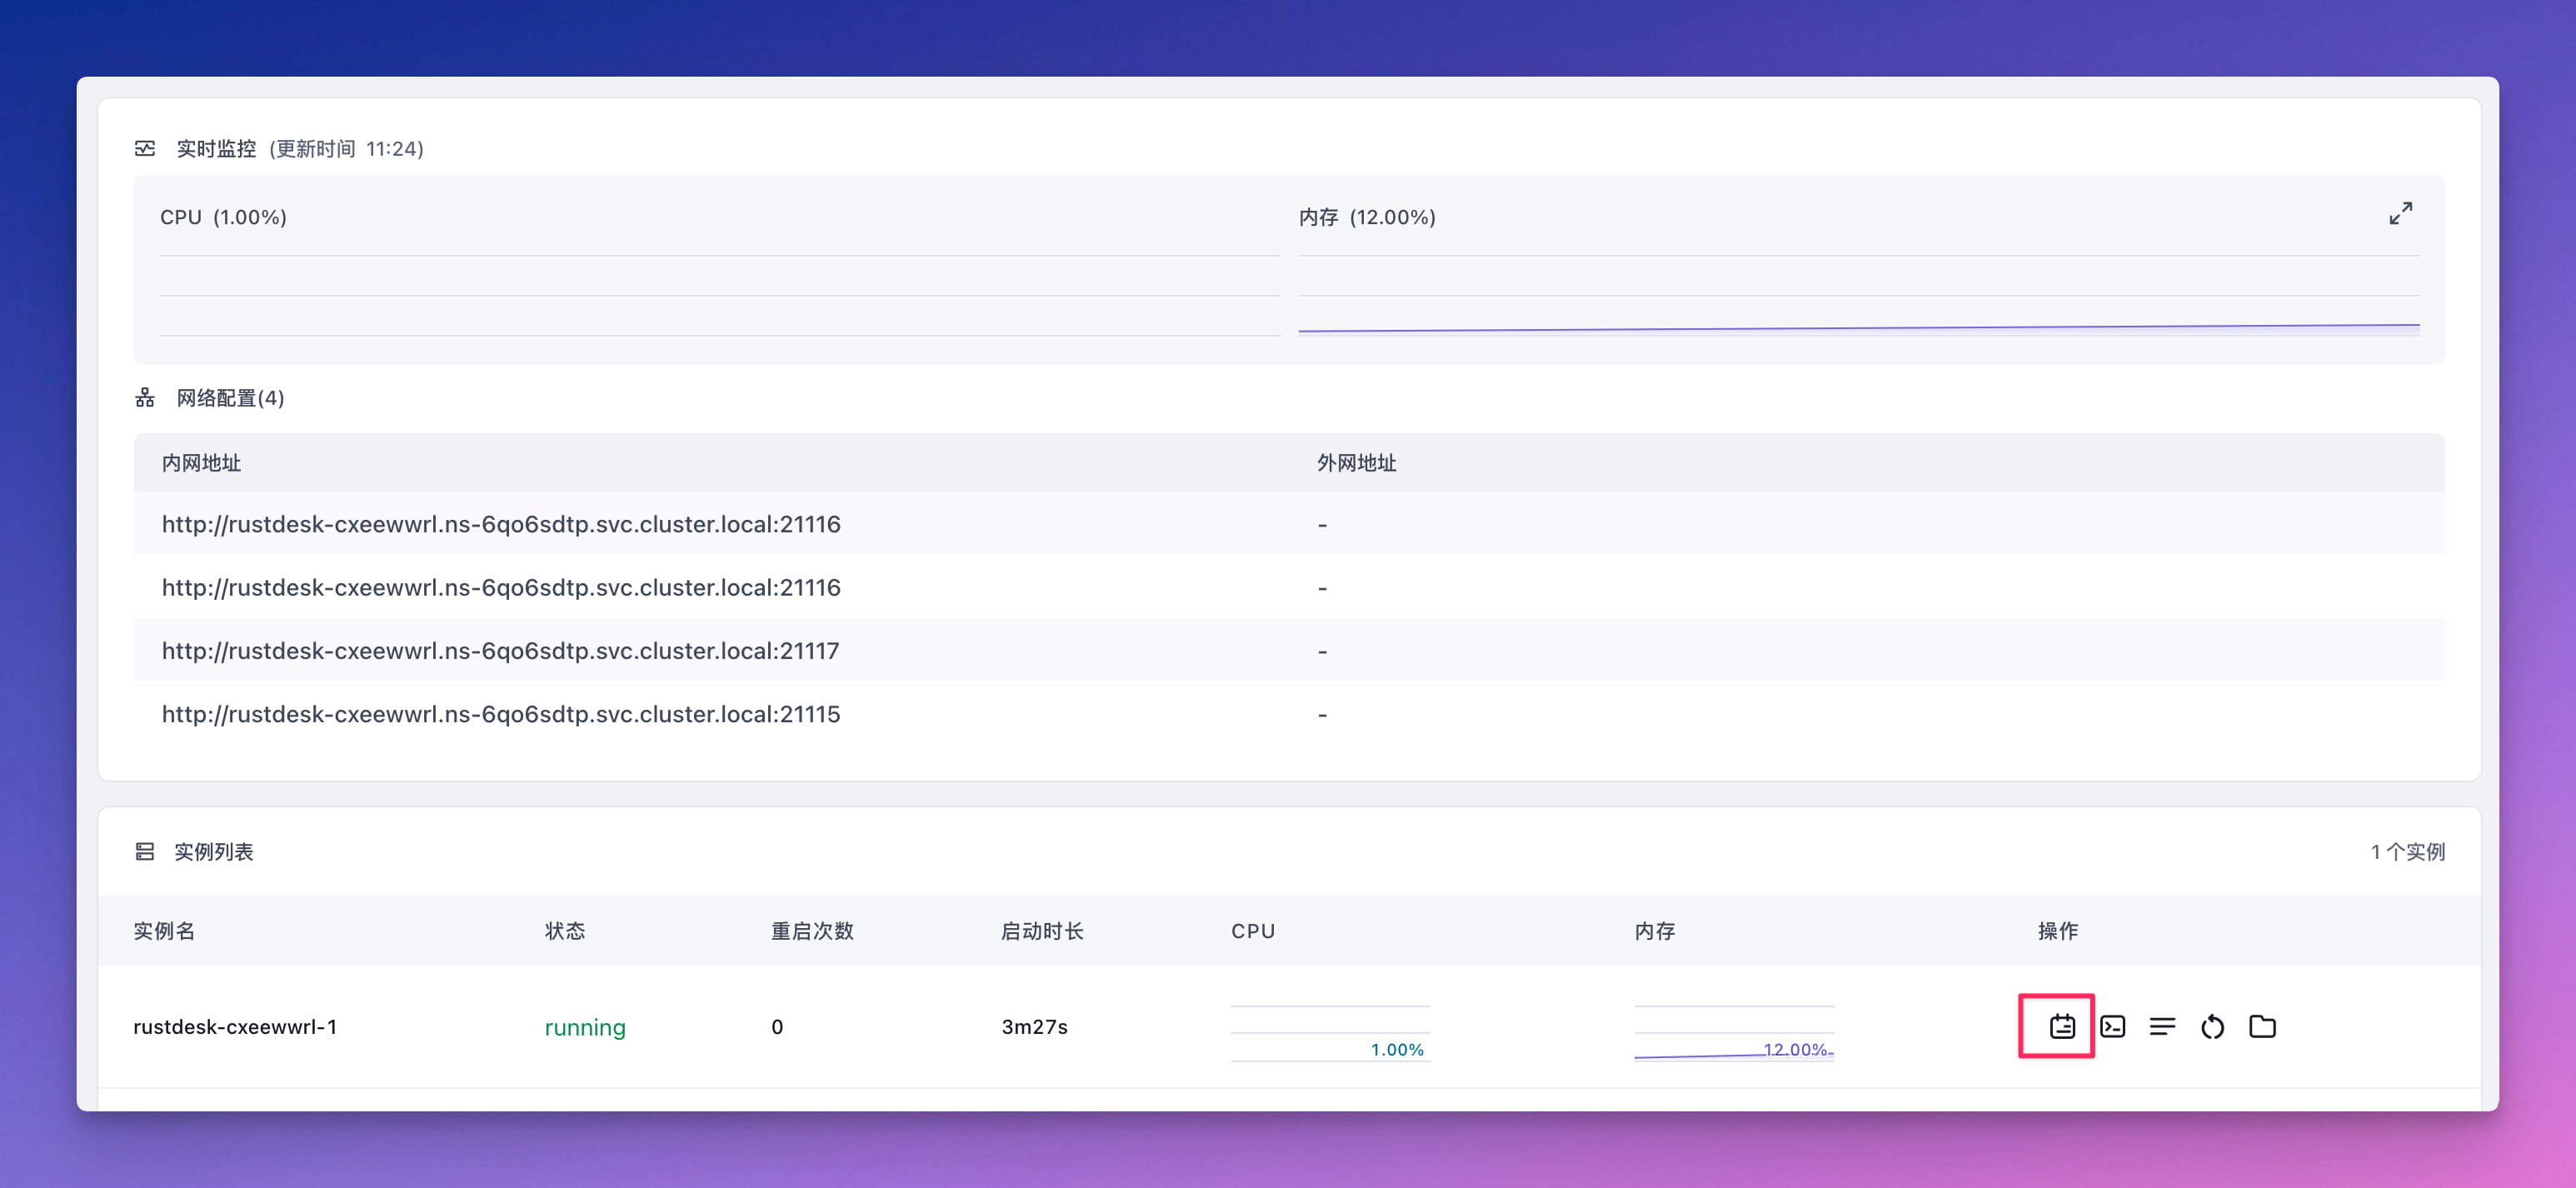 实时监控 (更新时间 11:24)
CPU (1.00%)
内存 (12.00%)
网络配置(4)
内网地址 外网地址
http://rustdesk-cxeewwrl.ns-6qo6sdtp.svc.cluster.local:21116 -
http://rustdesk-cxeewwrl.ns-6qo6sdtp.svc.cluster.local:21116 -
http://rustdesk-cxeewwrl.ns-6qo6sdtp.svc.cluster.local:21117 -
http://rustdesk-cxeewwrl.ns-6qo6sdtp.svc.cluster.local:21115 -
实例列表 1 个实例
实例名 状态 重启次数 启动时长 CPU 内存 操作
rustdesk-cxeewwrl-1 running 0 3m27s 1.00% 12.00%